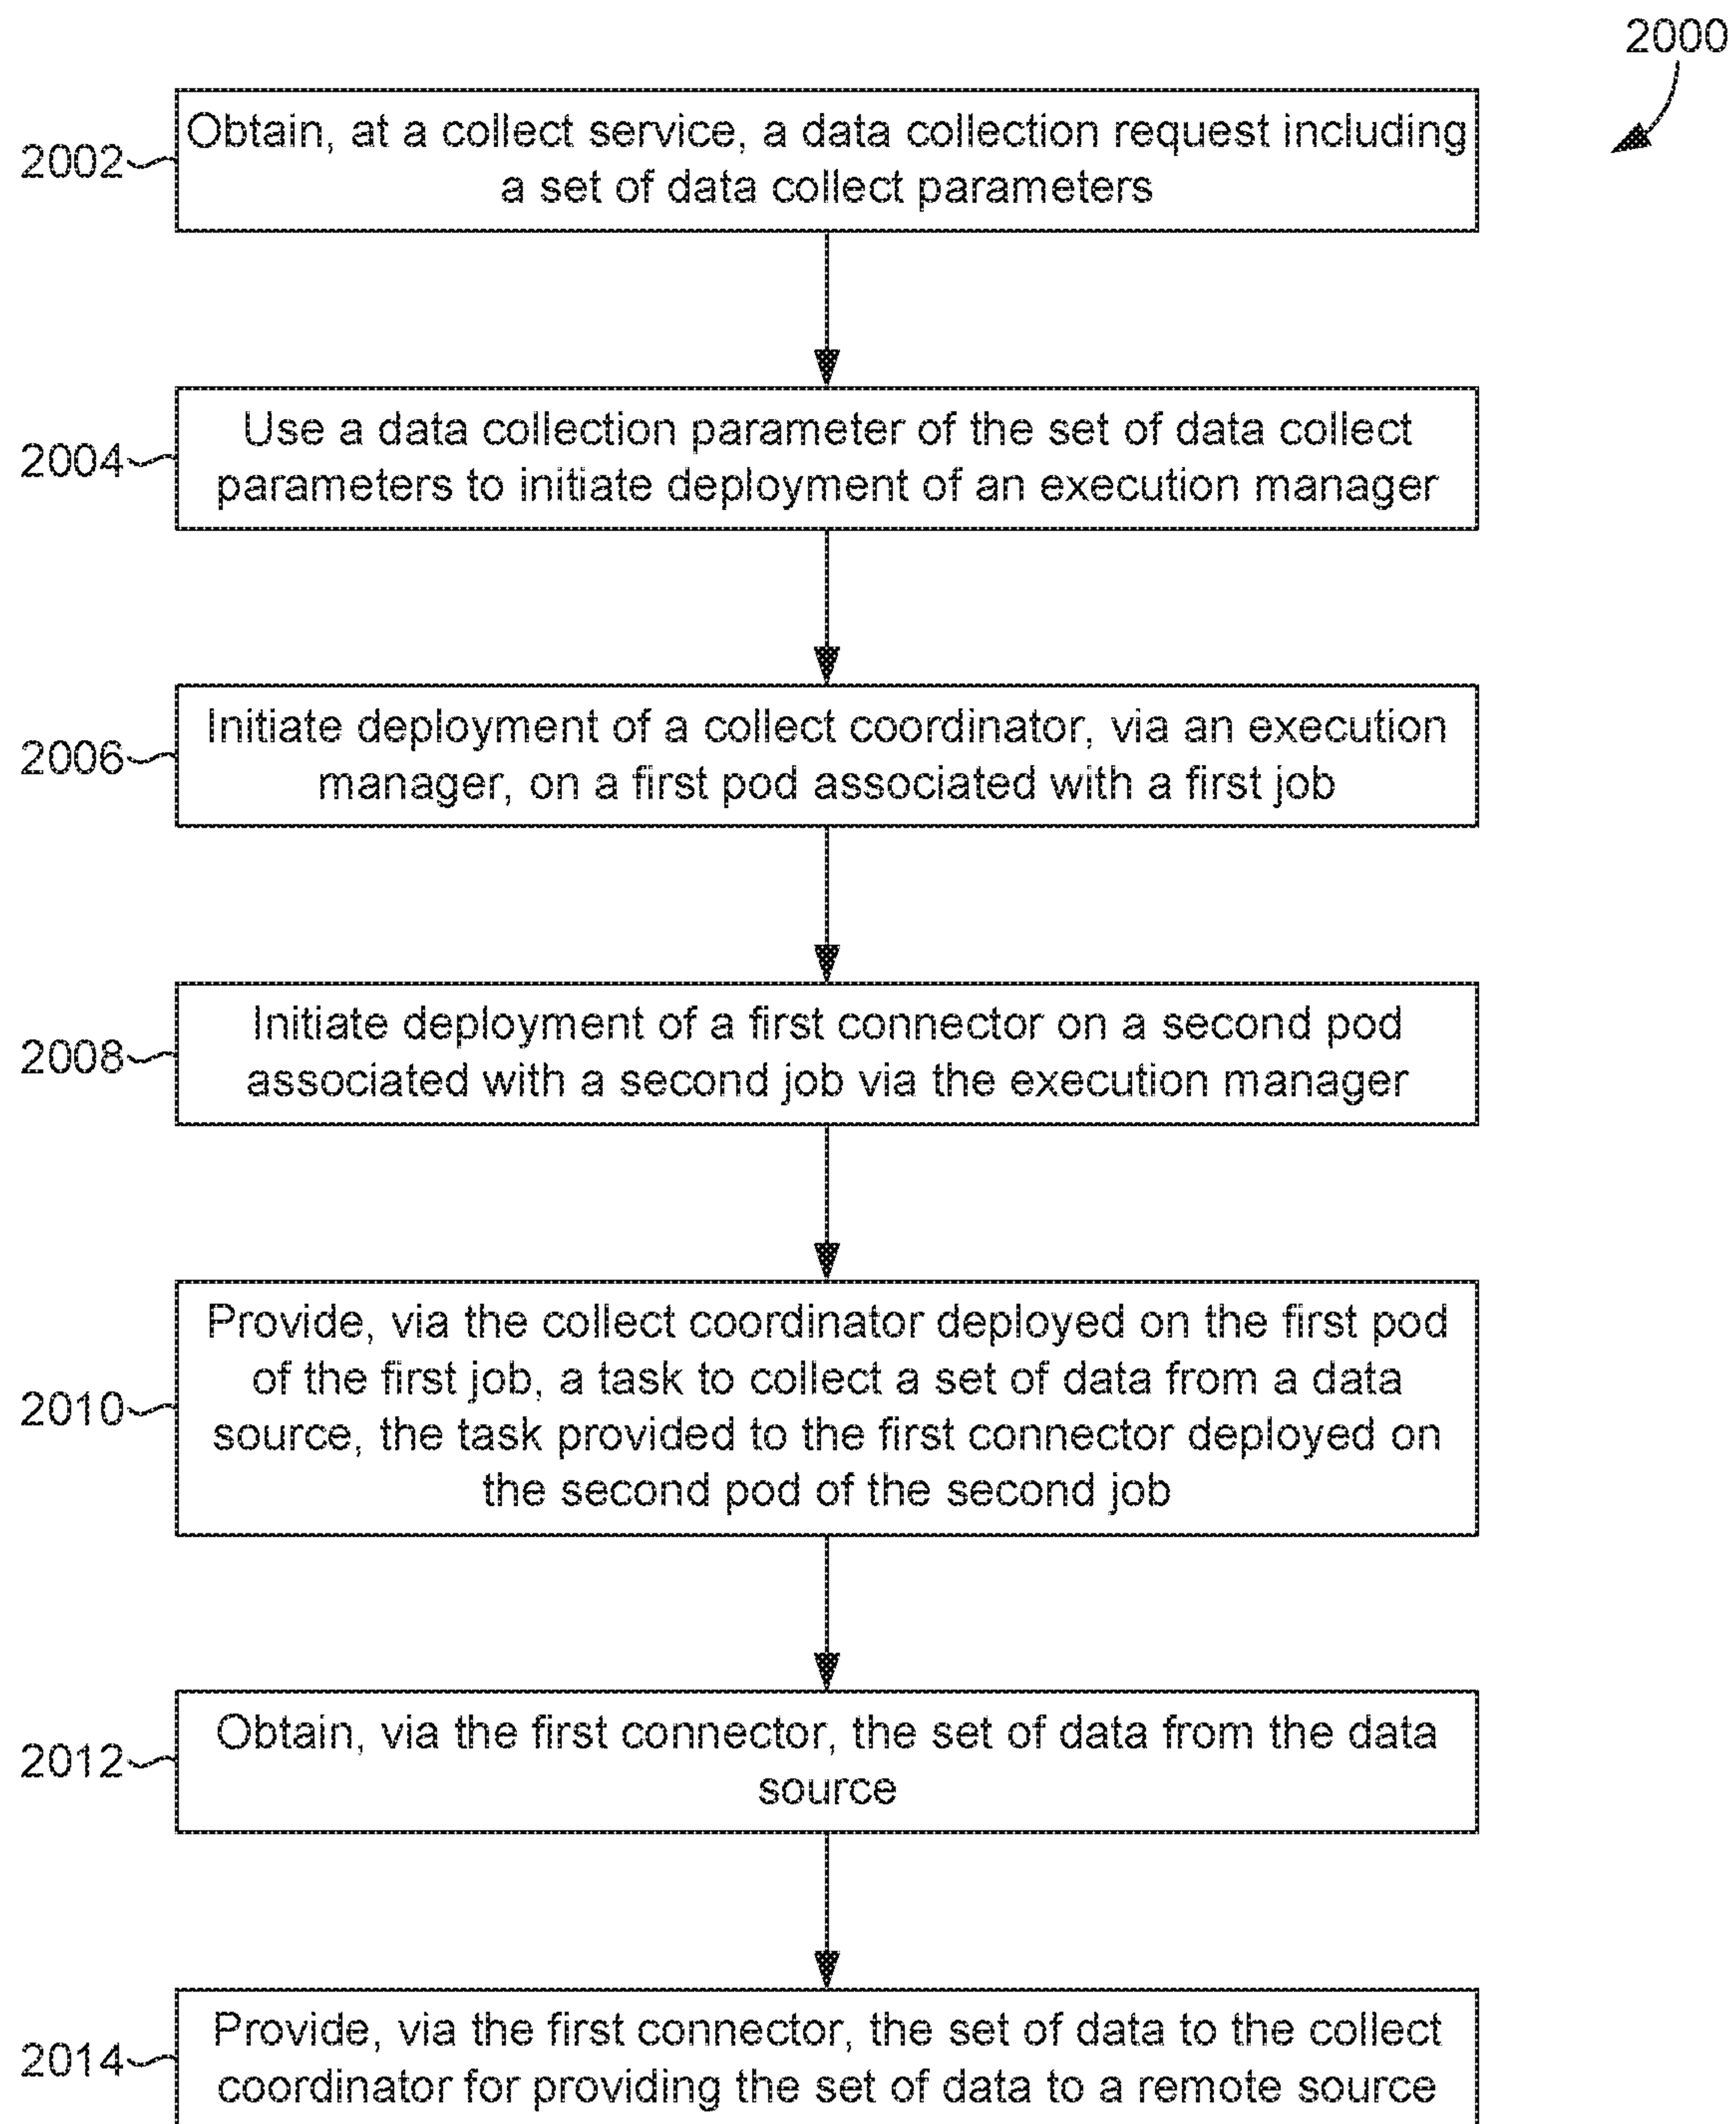 2000
2002
Obtain, at a collect service, a data collection request including
a set of data collect parameters
2004
Use a data collection parameter of the set of data collect
parameters to initiate deployment of an execution manager
2006
Initiate deployment of a collect coordinator, via an execution
manager, on a first pod associated with a first job
2008
Initiate deployment of a first connector on a second pod
associated with a second job via the execution manager
2010
Provide, via the collect coordinator deployed on the first pod
of the first job, a task to collect a set of data from a data
source, the task provided to the first connector deployed on
the second pod of the second job
2012
Obtain, via the first connector, the set of data from the data
source
2014
Provide, via the first connector, the set of data to the collect
coordinator for providing the set of data to a remote source